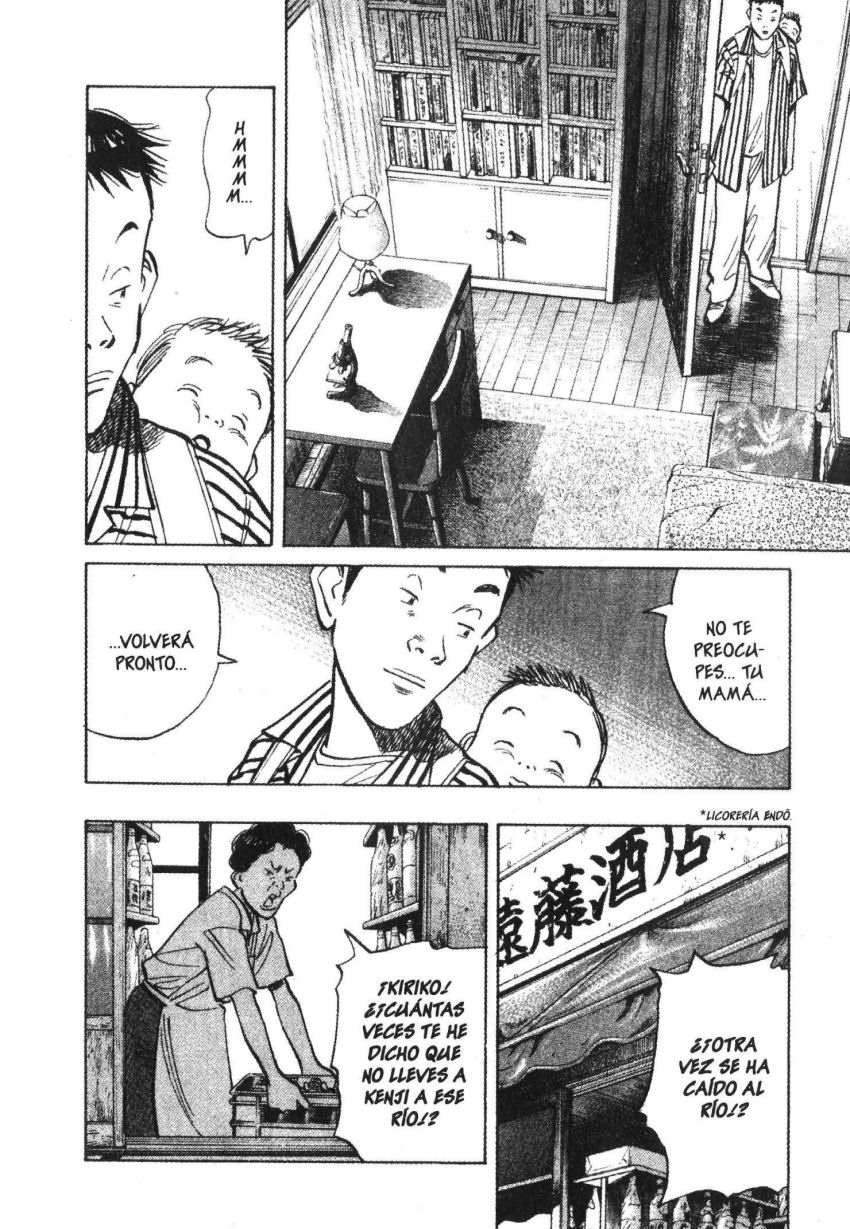 H
M
M
M
M...
NO TE
PREOCU-
PES... TU
MAMÁ...
...VOLVERÁ
PRONTO...
*LICORERÍA ENDÔ.
遠藤酒店*
¿¡OTRA
VEZ SE HA
CAÍDO AL
RÍO!?
¡KIRIKO!
¿¡CUÁNTAS
VECES TE HE
DICHO QUE
NO LLEVES A
KENJI A ESE
RÍO!?